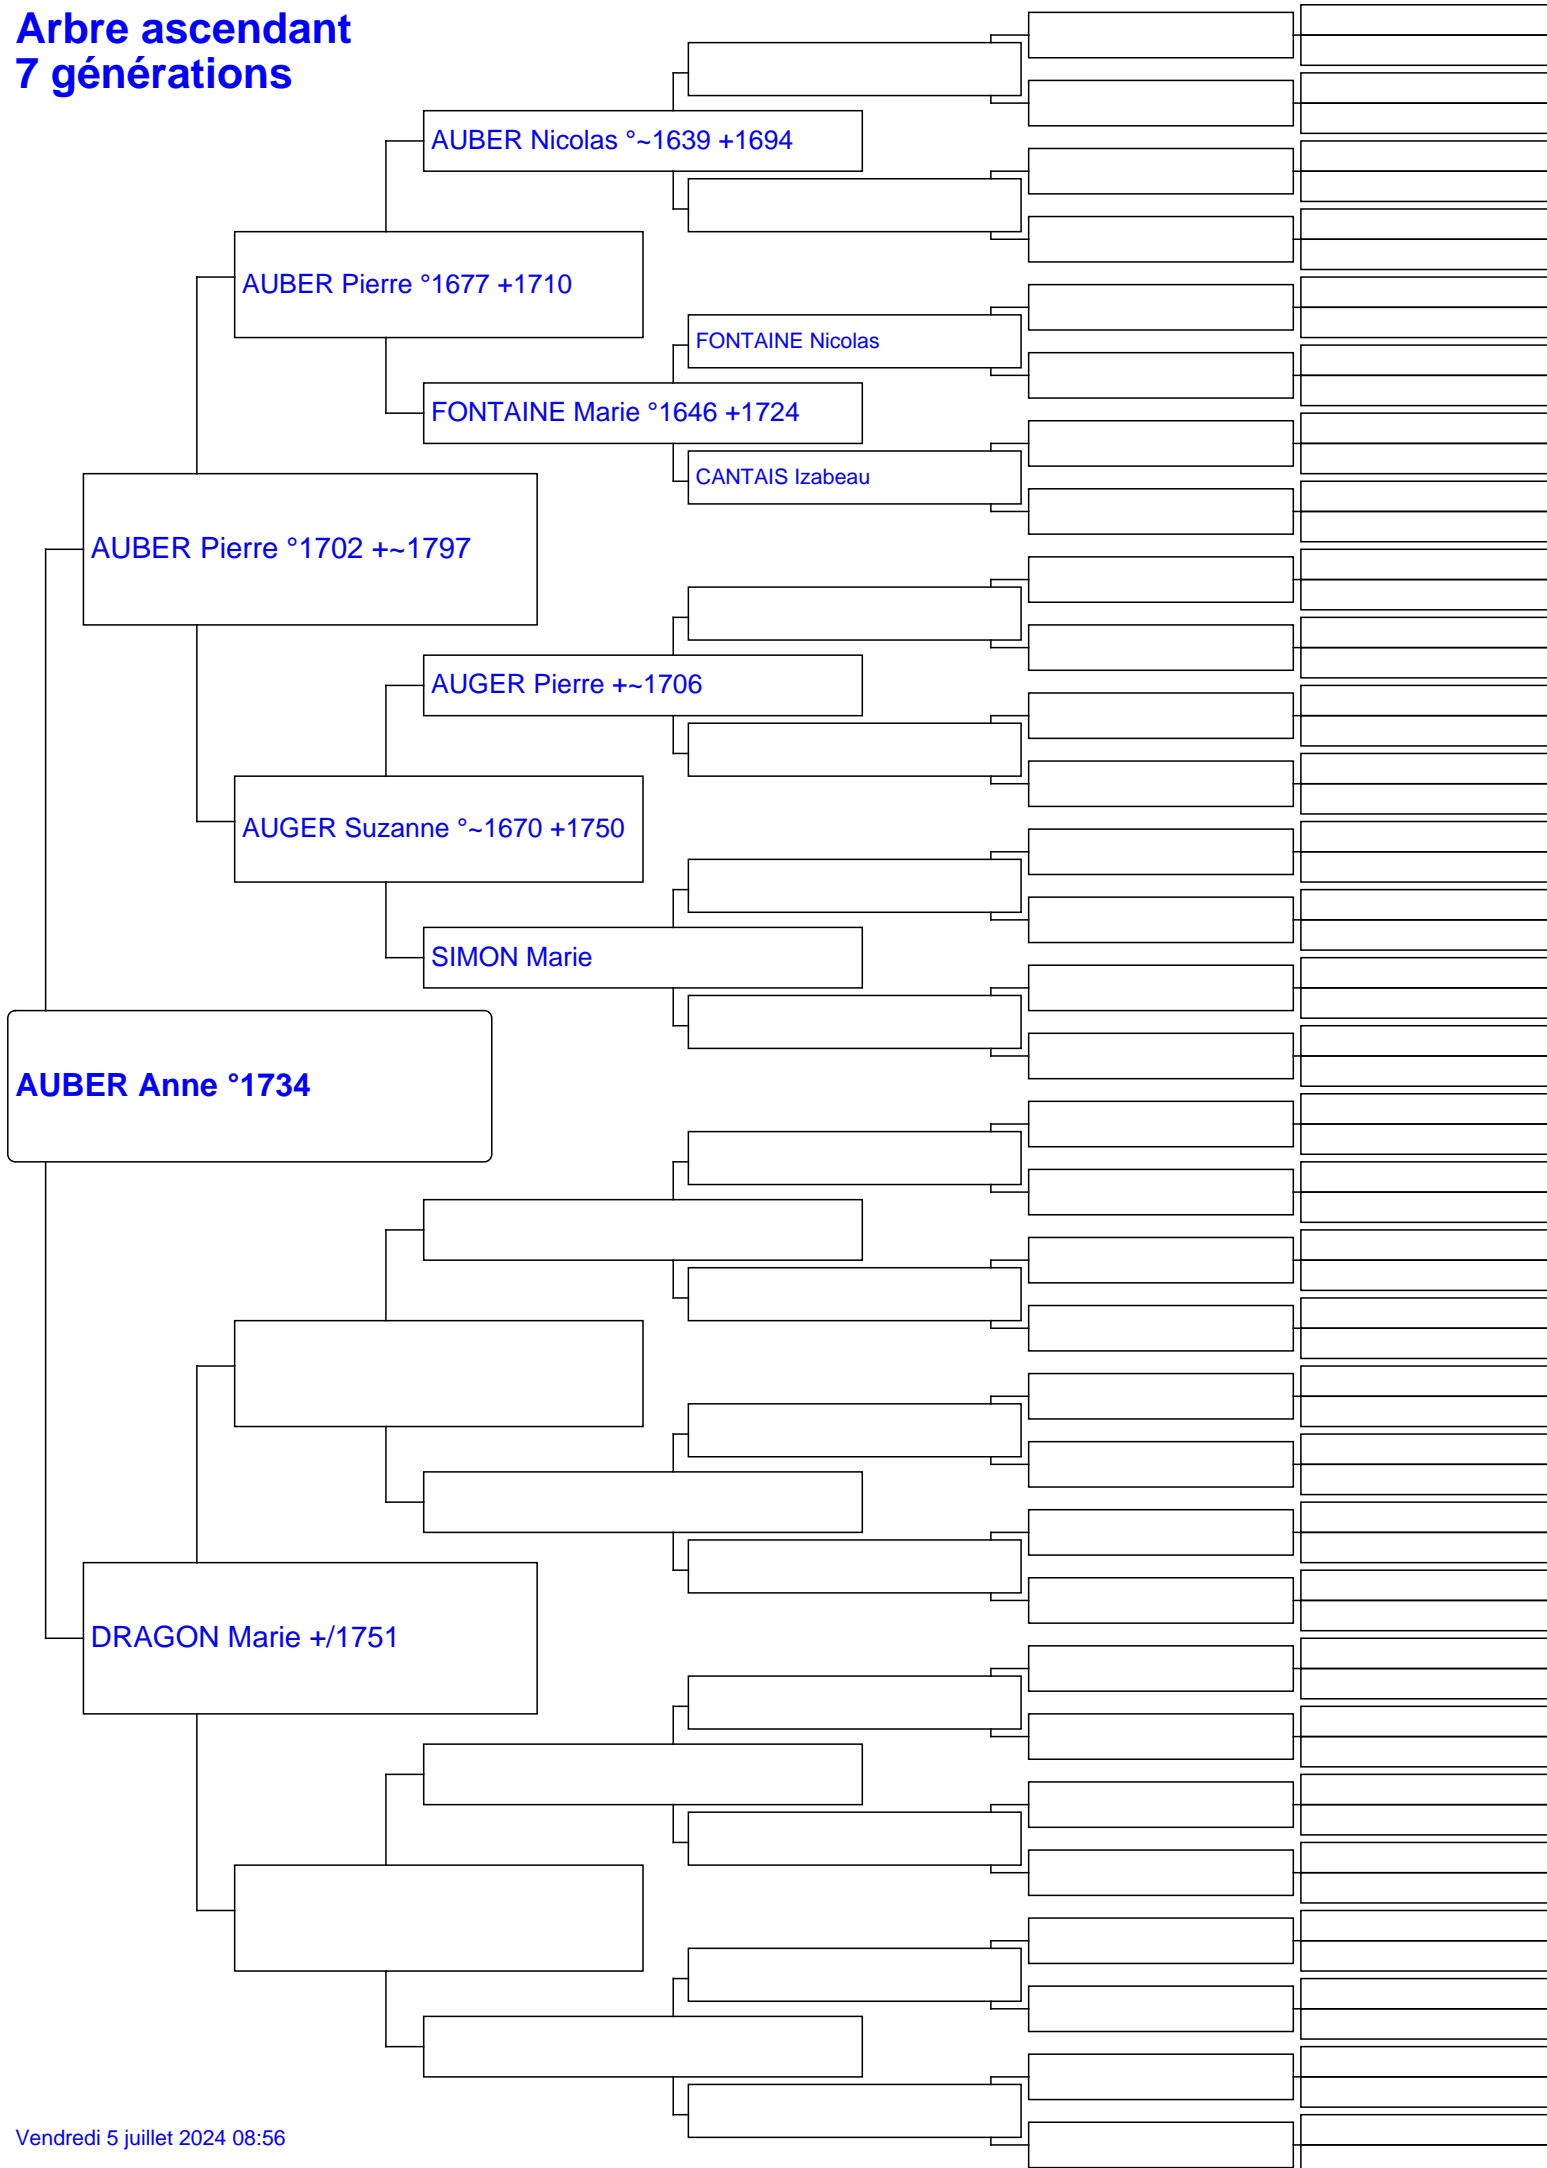 Arbre ascendant
7 générations
AUBER Nicolas °~1639 +1694
AUBER Pierre °1677 +1710
FONTAINE Nicolas
FONTAINE Marie °1646 +1724
CANTAIS Izabeau
AUBER Pierre °1702 +~1797
AUGER Pierre +~1706
AUGER Suzanne °~1670 +1750
SIMON Marie
AUBER Anne °1734
DRAGON Marie +/1751
Vendredi 5 juillet 2024 08:56